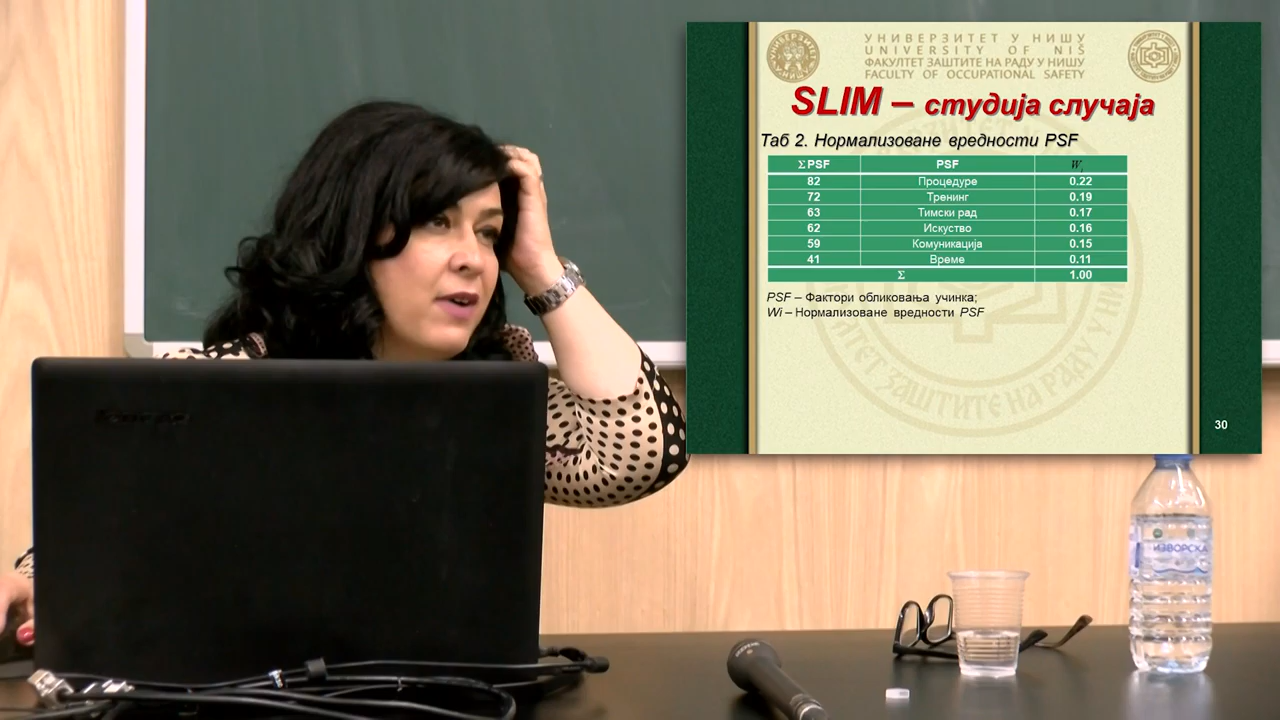 УНИВЕРЗИТЕТ У НИШУ
UNIVERSITY OF NIŠ
ФАКУЛТЕТ ЗАШТИТЕ НА РАДУ У НИШУ
FACULTY OF OCCUPATIONAL SAFETY
SLIM – студија случаја
Таб 2. Нормализоване вредности PSF
Σ PSF PSF Wi
82 Процедуре 0.22
72 Тренинг 0.19
63 Тимски рад 0.17
62 Искуство 0.16
59 Комуникација 0.15
41 Време 0.11
Σ 1.00
PSF – Фактори обликовања учинка;
Wi – Нормализоване вредности PSF
30
ИЗВОРСКА